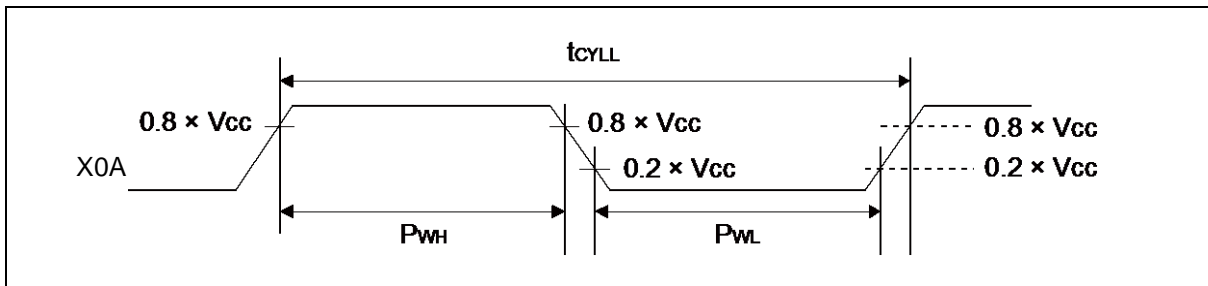 tCYLL
0.8 × Vcc
0.8 × Vcc
0.8 × Vcc
X0A
0.2 × Vcc
0.2 × Vcc
PWH
PWL